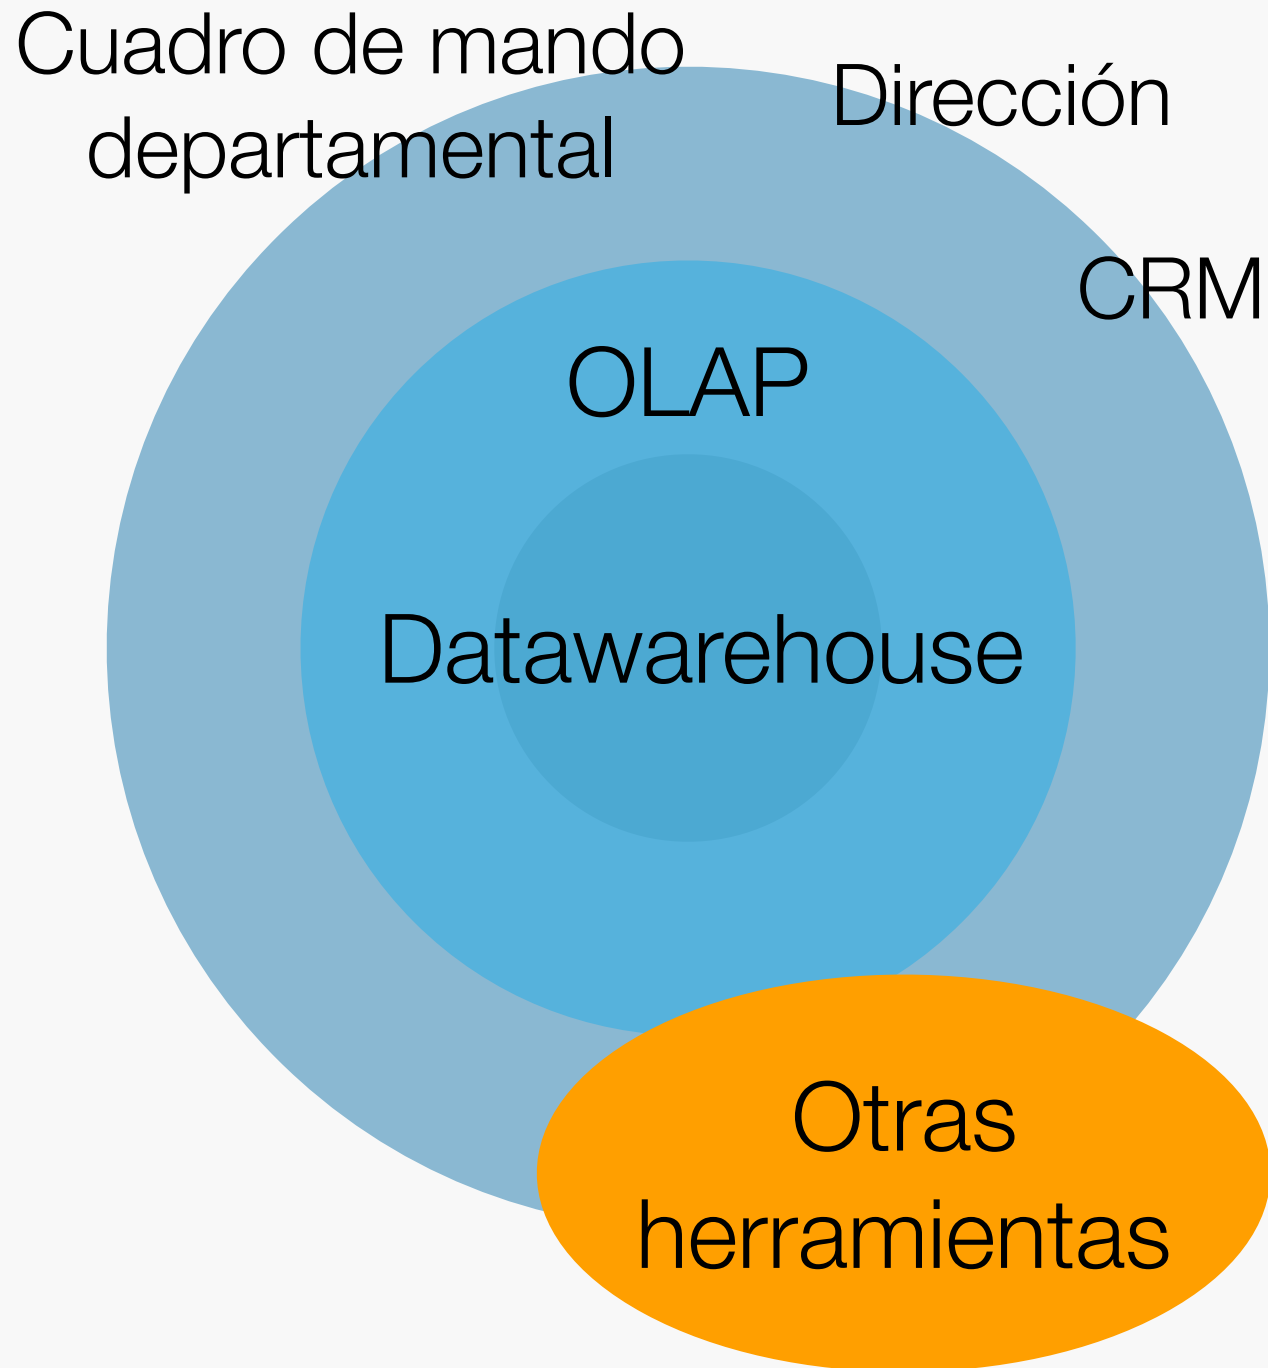 Cuadro de mando
departamental
Dirección
CRM
OLAP
Datawarehouse
Otras
herramientas